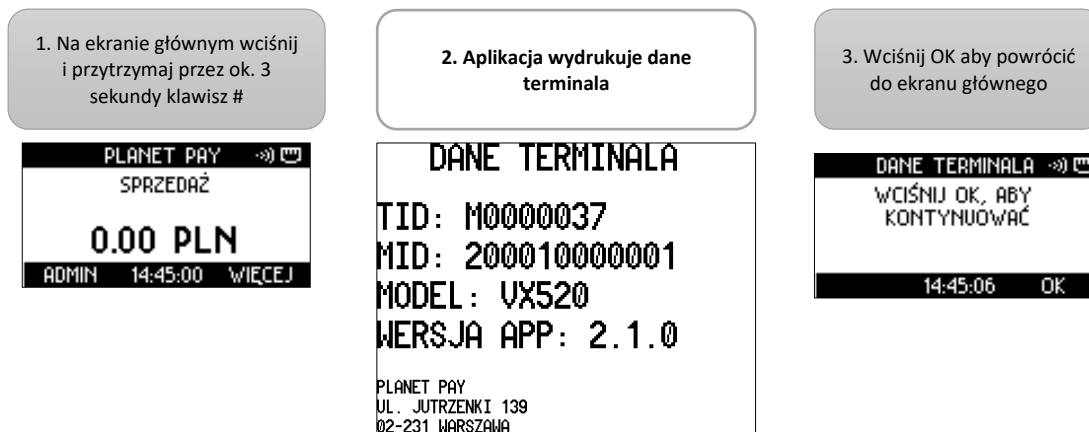 1. Na ekranie głównym wciśnij
i przytrzymaj przez ok. 3
sekundy klawisz #
PLANET PAY
SPRZEDAŻ
0.00 PLN
ADMIN 14:45:00 WIĘCEJ
2. Aplikacja wydrukuje dane
terminala
DANE TERMINALA
TID: M0000037
MID: 200010000001
MODEL: VX520
WERSJA APP: 2.1.0
PLANET PAY
UL. JUTRZENKI 139
02-231 WARSZAWA
3. Wciśnij OK aby powrócić
do ekranu głównego
DANE TERMINALA
WCIŚNIJ OK, ABY
KONTYNUOWAĆ
14:45:06 OK